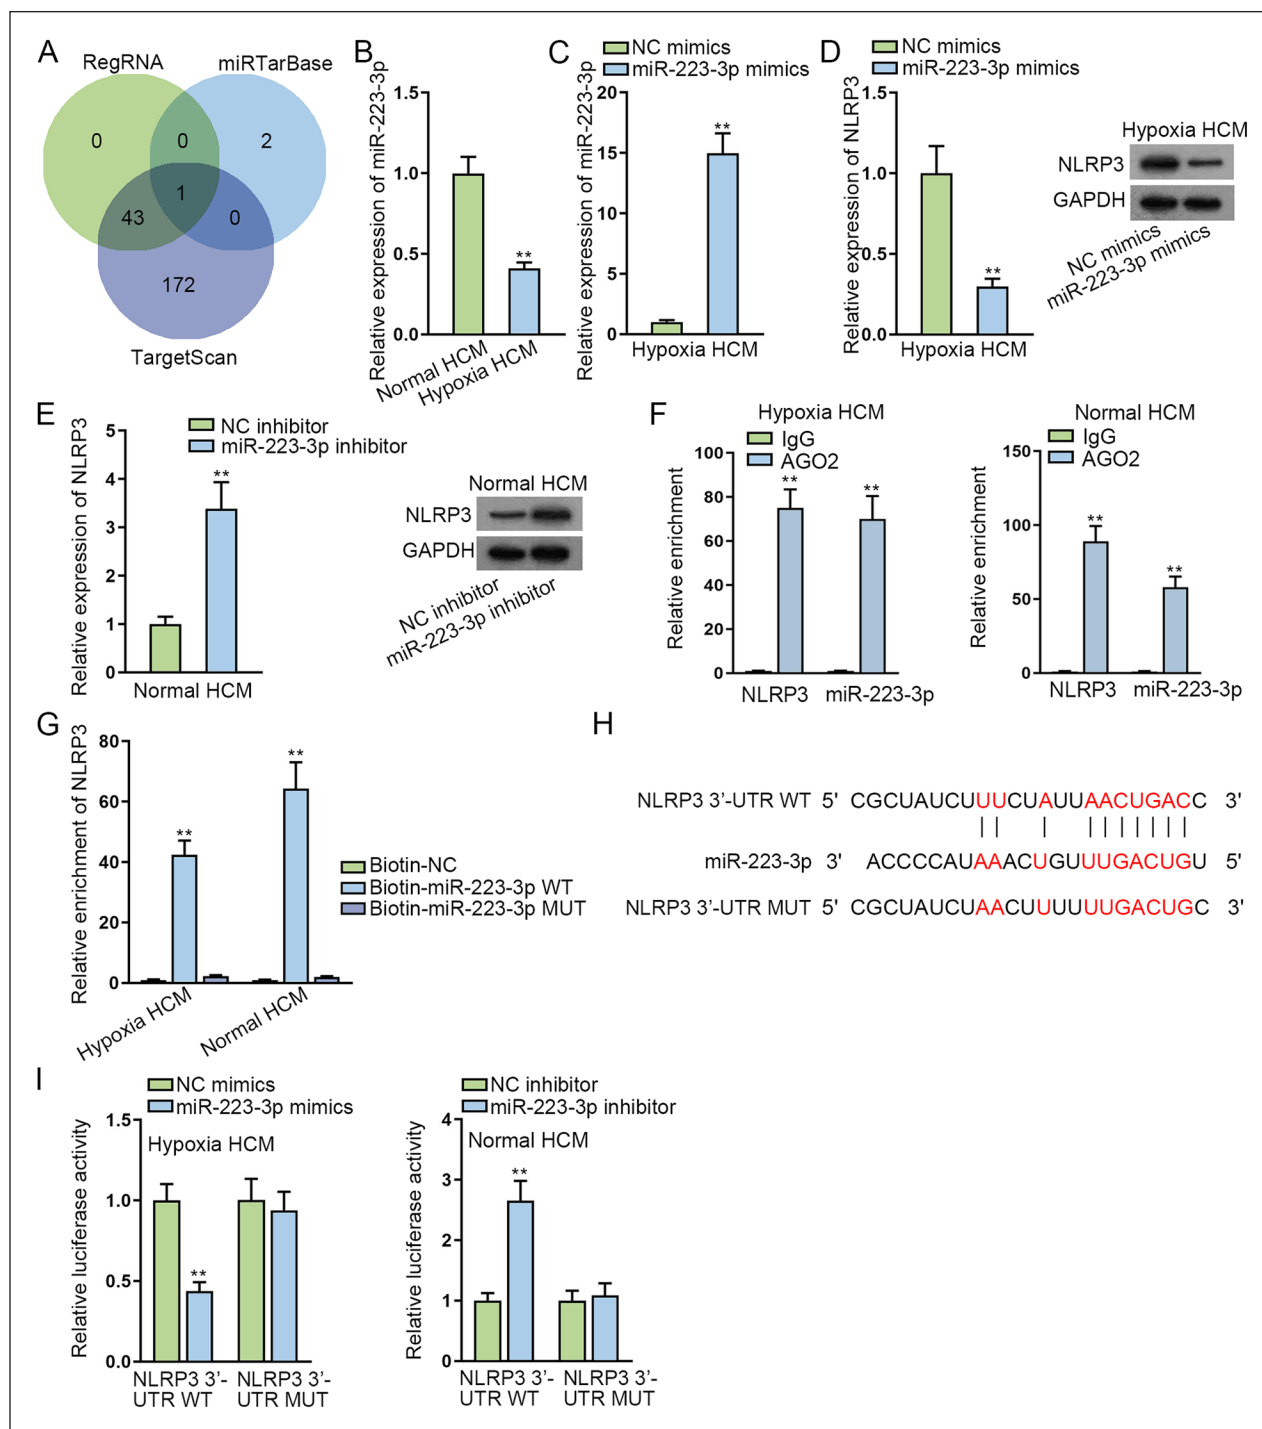 A
RegRNA
miRTarBase
0
0
2
1
43
0
172
TargetScan
B
Relative expression of miR-223-3p
1.5
1.0
0.5
0.0
**
Normal HCM
Hypoxia HCM
C
NC mimics
miR-223-3p mimics
Relative expression of miR-223-3p
20
15
10
5
0
**
Hypoxia HCM
D
NC mimics
miR-223-3p mimics
Relative expression of NLRP3
1.5
1.0
0.5
0.0
**
Hypoxia HCM
Hypoxia HCM
NLRP3
GAPDH
NC mimics
miR-223-3p mimics
E
NC inhibitor
miR-223-3p inhibitor
Relative expression of NLRP3
5
4
3
2
1
0
**
Normal HCM
Normal HCM
NLRP3
GAPDH
NC inhibitor
miR-223-3p inhibitor
F
Hypoxia HCM
IgG
AGO2
Relative enrichment
100
80
60
40
20
0
**
**
NLRP3
miR-223-3p
Normal HCM
IgG
AGO2
Relative enrichment
150
100
50
0
**
**
NLRP3
miR-223-3p
G
Relative enrichment of NLRP3
80
60
40
20
0
**
**
Hypoxia HCM
Normal HCM
Biotin-NC
Biotin-miR-223-3p WT
Biotin-miR-223-3p MUT
H
NLRP3 3'-UTR WT 5' CGCUAUCUUUCUAUUAACUGACC 3'
miR-223-3p 3' ACCCCAUAAACUGUUUGACUGU 5'
NLRP3 3'-UTR MUT 5' CGCUAUCUAACUUUUUUGACUGC 3'
I
NC mimics
miR-223-3p mimics
Relative luciferase activity
1.5
1.0
0.5
0.0
Hypoxia HCM
**
NLRP3 3'-
UTR WT
NLRP3 3'-
UTR MUT
NC inhibitor
miR-223-3p inhibitor
Relative luciferase activity
4
3
2
1
0
Normal HCM
**
NLRP3 3'-
UTR WT
NLRP3 3'-
UTR MUT